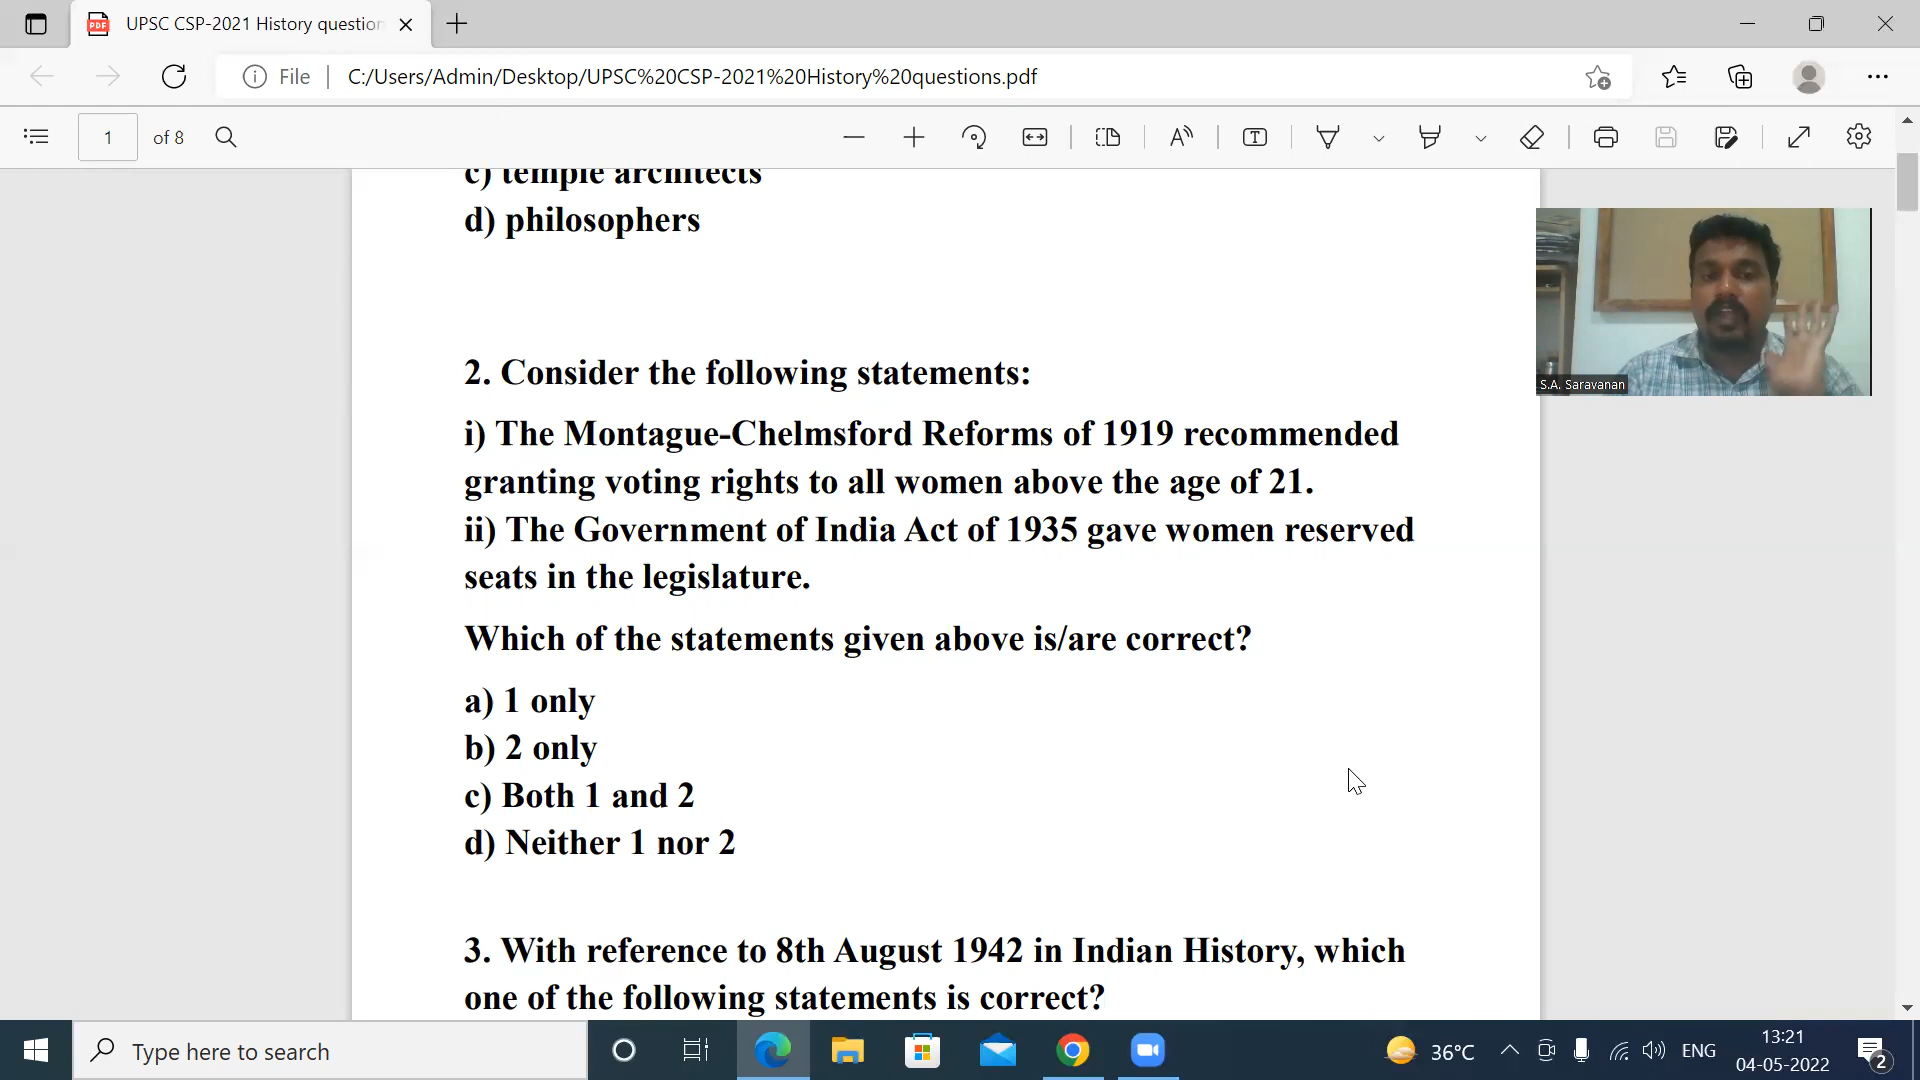 UPSC CSP-2021 History question
File
C:/Users/Admin/Desktop/UPSC%20CSP-2021%20History%20questions.pdf
1 of 8
c) temple architects
d) philosophers
S.A. Saravanan
2. Consider the following statements:
i) The Montague-Chelmsford Reforms of 1919 recommended
granting voting rights to all women above the age of 21.
ii) The Government of India Act of 1935 gave women reserved
seats in the legislature.
Which of the statements given above is/are correct?
a) 1 only
b) 2 only
c) Both 1 and 2
d) Neither 1 nor 2
3. With reference to 8th August 1942 in Indian History, which
one of the following statements is correct?
Type here to search
36°C
ENG
13:21
04-05-2022
2